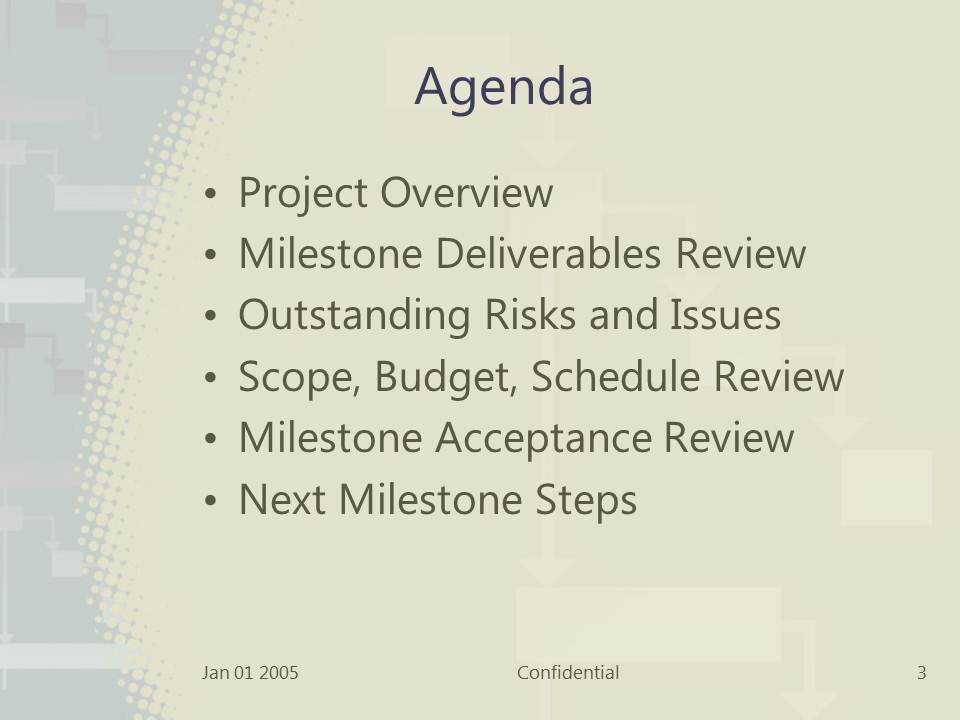 Agenda
• Project Overview
• Milestone Deliverables Review
• Outstanding Risks and Issues
• Scope, Budget, Schedule Review
• Milestone Acceptance Review
• Next Milestone Steps
Jan 01 2005 Confidential 3